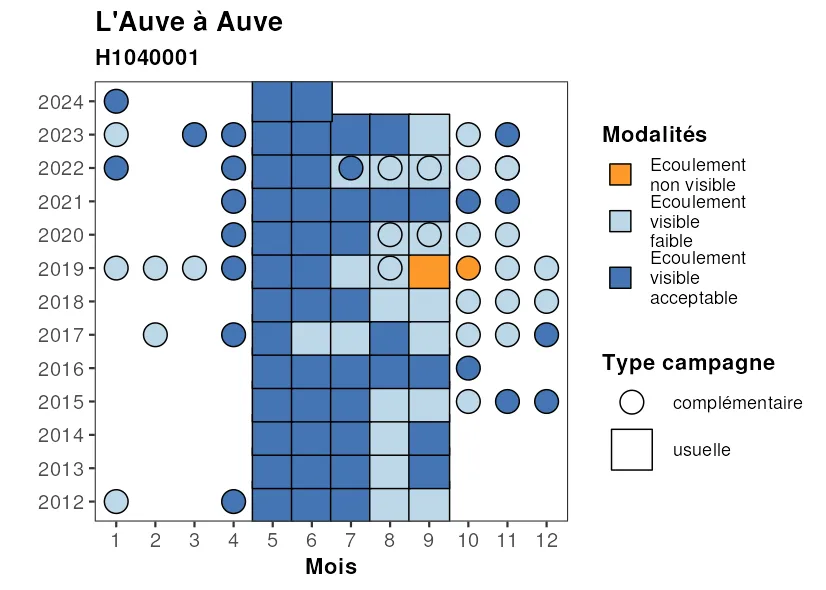 L'Auve à Auve
H1040001
2024
2023
2022
2021
2020
2019
2018
2017
2016
2015
2014
2013
2012
1 2 3 4 5 6 7 8 9 10 11 12
Mois
Modalités
Ecoulement
non visible
Ecoulement
visible
faible
Ecoulement
visible
acceptable
Type campagne
complémentaire
usuelle